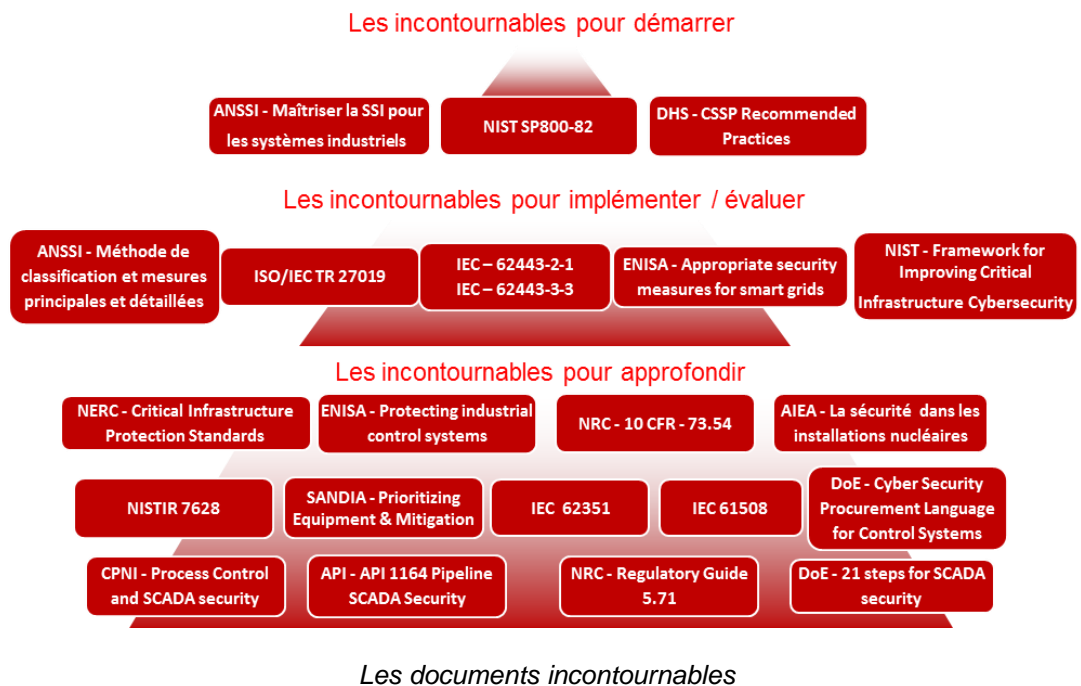 Les incontournables pour démarrer
ANSSI - Maîtriser la SSI pour
les systèmes industriels
NIST SP800-82
DHS - CSSP Recommended
Practices
Les incontournables pour implémenter / évaluer
ANSSI - Méthode de
classification et mesures
principales et détaillées
ISO/IEC TR 27019
IEC – 62443-2-1
IEC – 62443-3-3
ENISA - Appropriate security
measures for smart grids
NIST - Framework for
Improving Critical
Infrastructure Cybersecurity
Les incontournables pour approfondir
NERC - Critical Infrastructure
Protection Standards
ENISA - Protecting industrial
control systems
NRC - 10 CFR - 73.54
AIEA - La sécurité dans les
installations nucléaires
NISTIR 7628
SANDIA - Prioritizing
Equipment & Mitigation
IEC 62351
IEC 61508
DoE - Cyber Security
Procurement Language
for Control Systems
CPNI - Process Control
and SCADA security
API - API 1164 Pipeline
SCADA Security
NRC - Regulatory Guide
5.71
DoE - 21 steps for SCADA
security
Les documents incontournables